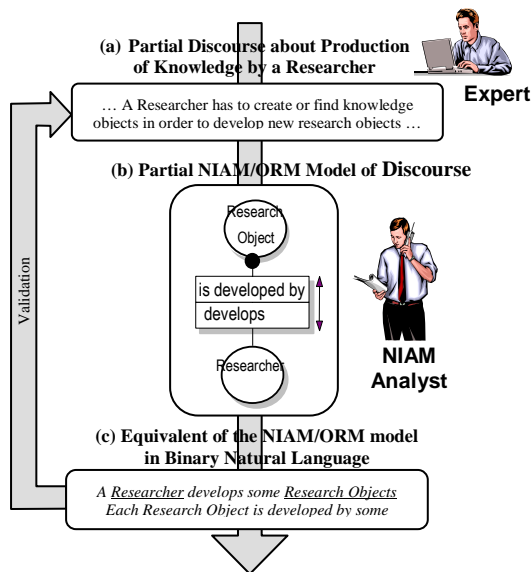 (a) Partial Discourse about Production
of Knowledge by a Researcher
Expert
… A Researcher has to create or find knowledge
objects in order to develop new research objects …
(b) Partial NIAM/ORM Model of Discourse
Research
Object
is developed by
develops
Researcher
NIAM
Analyst
Validation
(c) Equivalent of the NIAM/ORM model
in Binary Natural Language
A Researcher develops some Research Objects
Each Research Object is developed by some